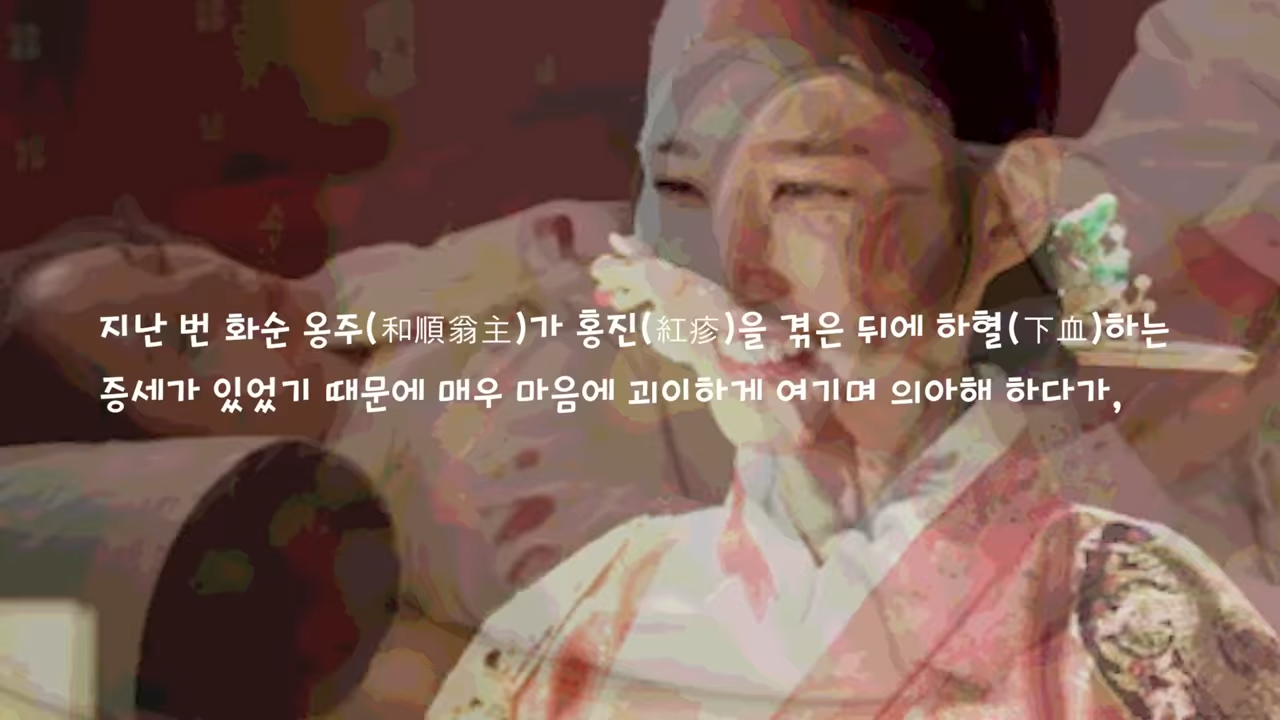 지난 번 화순 옹주(和順翁主)가 홍진(紅疹)을 겪은 뒤에 하혈(下血)하는
증세가 있었기 때문에 매우 마음에 괴이하게 여기며 의아해 하다가,